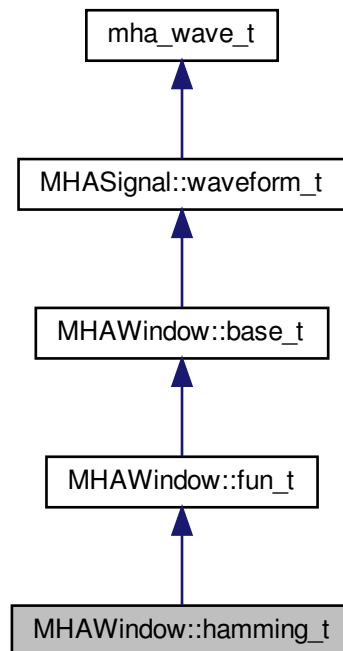 mha_wave_t
MHASignal::waveform_t
MHAWindow::base_t
MHAWindow::fun_t
MHAWindow::hamming_t